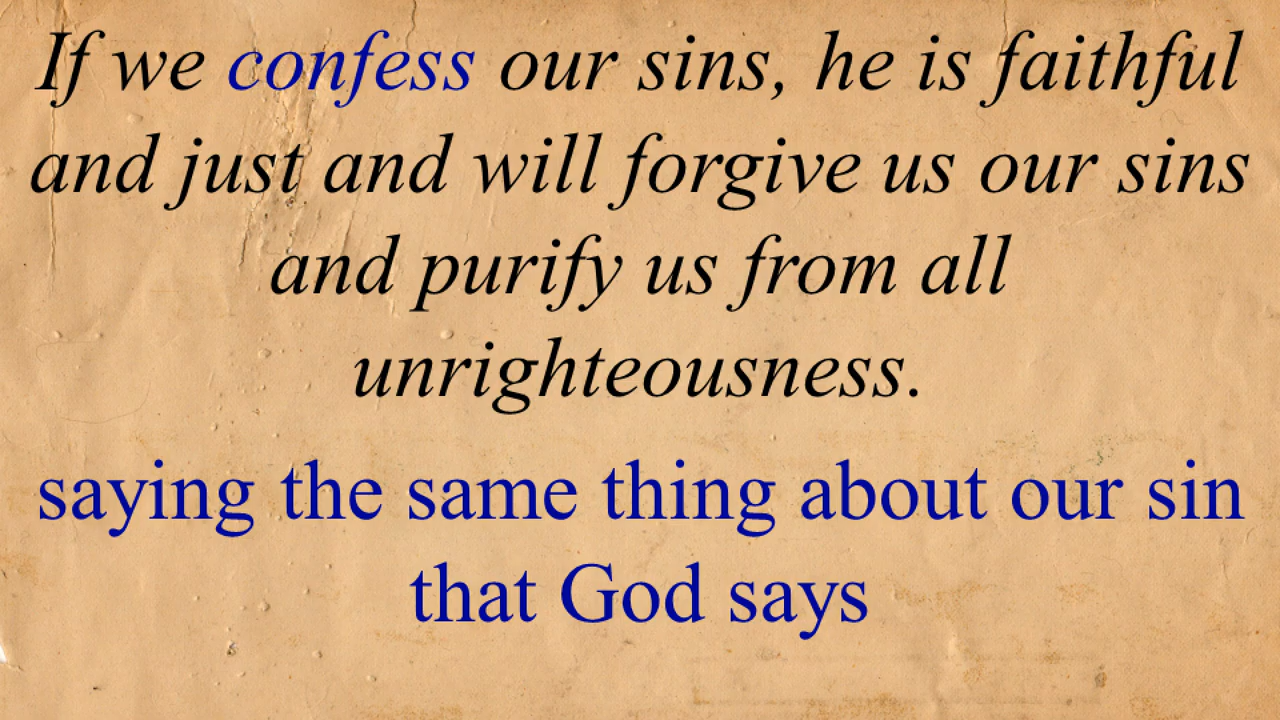 If we confess our sins, he is faithful
and just and will forgive us our sins
and purify us from all
unrighteousness.
saying the same thing about our sin
that God says